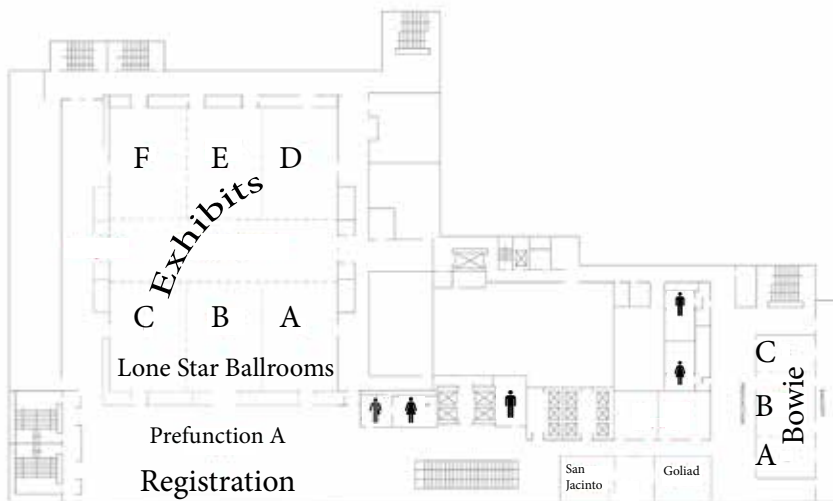 F E D
Exhibits
C B A
Lone Star Ballrooms
Prefunction A
Registration
San
Jacinto
Goliad
C
B
A
Bowie